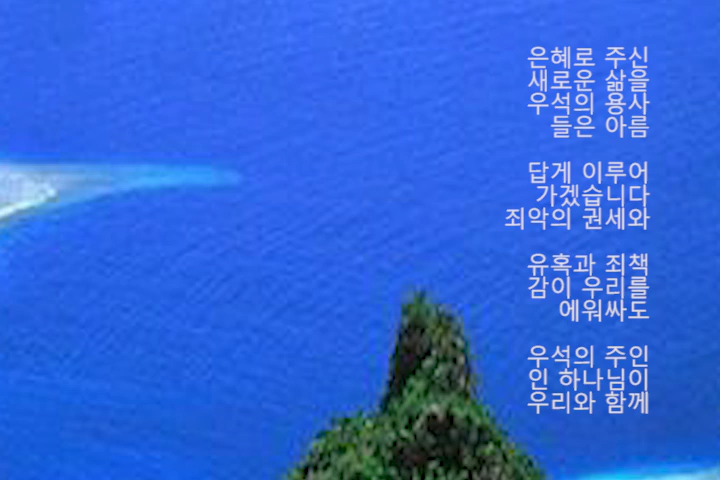 은혜로 주신
새로운 삶을
우석의 용사
들은 아름
답게 이루어
가겠습니다
죄악의 권세와
유혹과 죄책
감이 우리를
에워싸도
우석의 주인
인 하나님이
우리와 함께